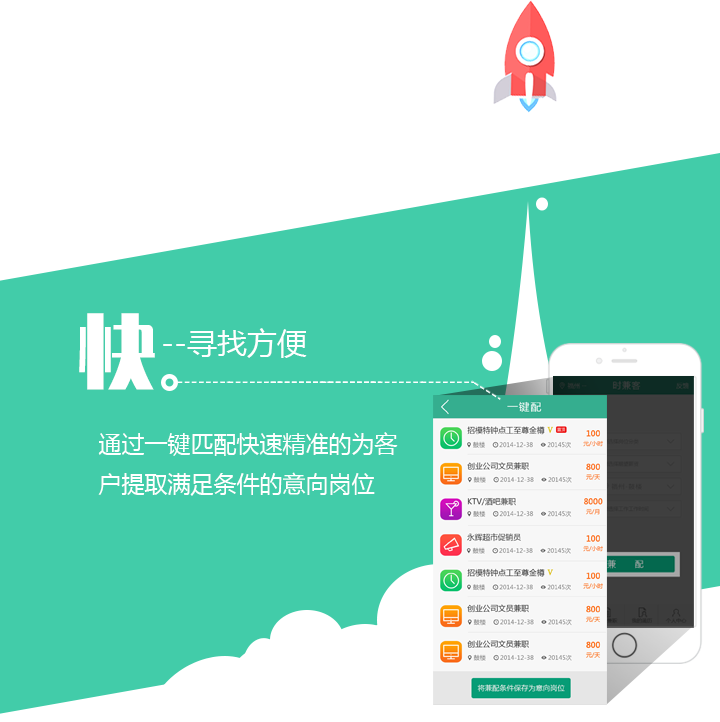 快--寻找方便
通过一键匹配快速精准的为客
户提取满足条件的意向岗位
时兼客
一键配
招模特钟点工至尊金樽 V
100
元/小时
鼓楼 2014-12-38 20145次
创业公司文员兼职
800
元/天
鼓楼 2014-12-38 20145次
KTV/酒吧兼职
8000
元/月
鼓楼 2014-12-38 20145次
永辉超市促销员
100
元/小时
鼓楼 2014-12-38 20145次
招模特钟点工至尊金樽 V
100
元/小时
鼓楼 2014-12-38 20145次
创业公司文员兼职
800
元/天
鼓楼 2014-12-38 20145次
创业公司文员兼职
800
元/天
鼓楼 2014-12-38 20145次
兼 配
将兼配条件保存为意向岗位